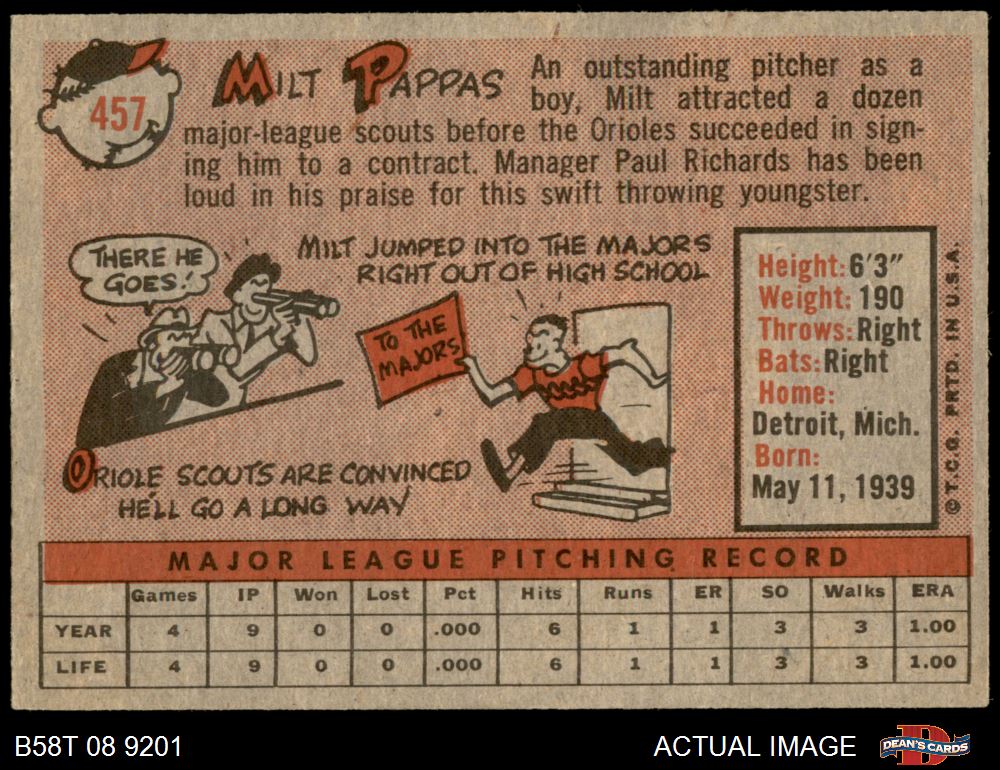 457
MILT PAPPAS
An outstanding pitcher as a
boy, Milt attracted a dozen
major-league scouts before the Orioles succeeded in sign-
ing him to a contract. Manager Paul Richards has been
loud in his praise for this swift throwing youngster.
THERE HE
GOES!
MILT JUMPED INTO THE MAJORS
RIGHT OUT OF HIGH SCHOOL
TO THE
MAJORS
ORIOLE SCOUTS ARE CONVINCED
HE'LL GO A LONG WAY
Height: 6'3"
Weight: 190
Throws: Right
Bats: Right
Home:
Detroit, Mich.
Born:
May 11, 1939
© T.C.G. PRTD. IN U.S.A.
MAJOR LEAGUE PITCHING RECORD
Games IP Won Lost Pct Hits Runs ER SO Walks ERA
YEAR 4 9 0 0 .000 6 1 1 3 3 1.00
LIFE 4 9 0 0 .000 6 1 1 3 3 1.00
B58T 08 9201
ACTUAL IMAGE
D
DEAN'S CARDS